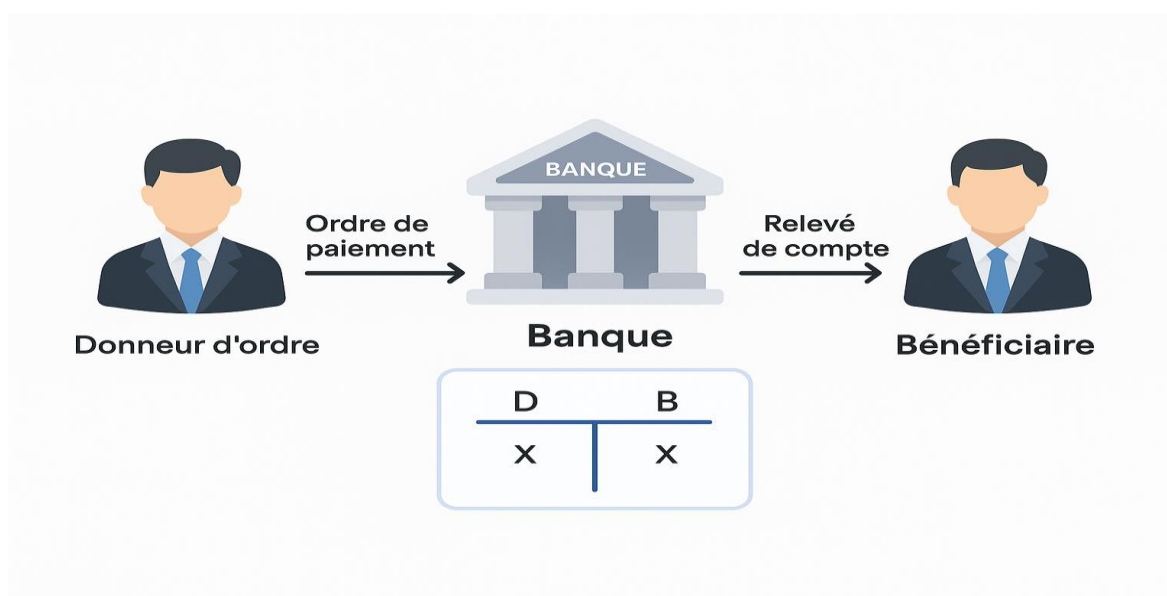 BANQUE
Ordre de
paiement
Relevé
de compte
Donneur d'ordre
Banque
Bénéficiaire
D B
X X